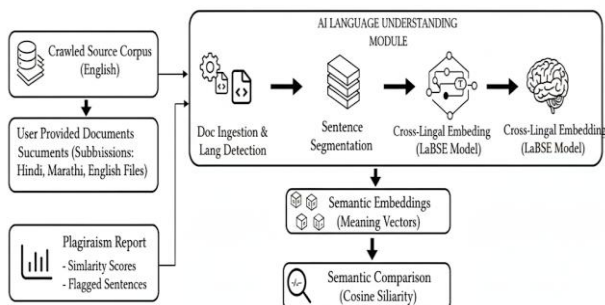 AI LANGUAGE UNDERSTANDING
MODULE
Crawled Source Corpus
(English)
User Provided Documents
Sucuments (Subbissions:
Hindi, Marathi, English Files)
Plagiraism Report
- Simlarity Scores
- Flagged Sentences
Doc Ingestion &
Lang Detection
Sentence
Segmentation
Cross-Lingal Embeding
(LaBSE Model)
Cross-Lingal Embedding
(LaBSE Model)
T
Semantic Embeddings
(Meaning Vectors)
Semantic Comparison
(Cosine Siliarity)